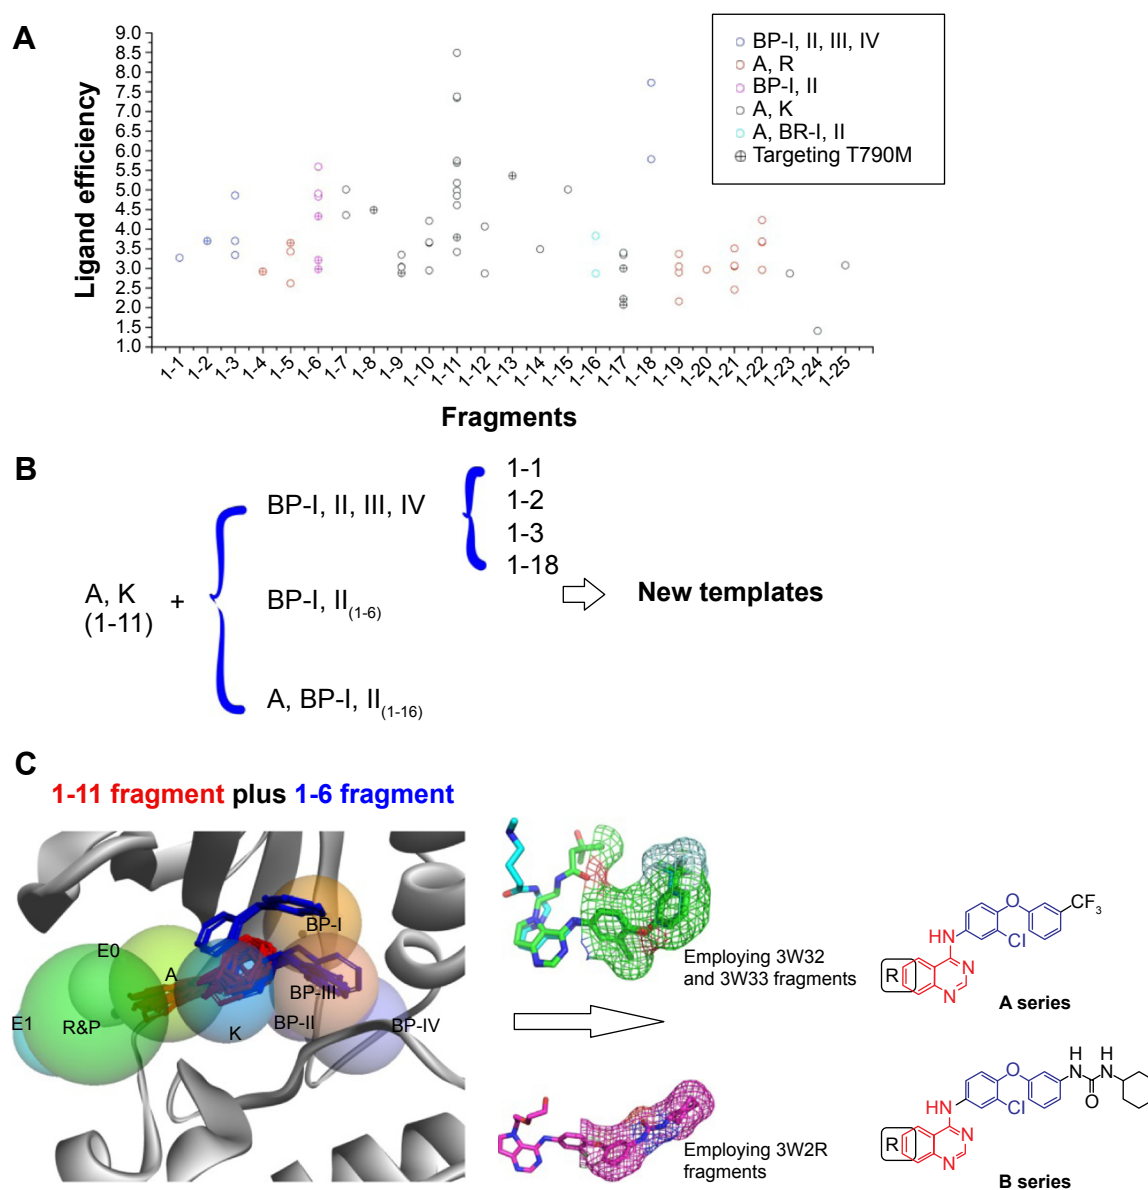 A
Ligand efficiency
9.0
8.5
8.0
7.5
7.0
6.5
6.0
5.5
5.0
4.5
4.0
3.5
3.0
2.5
2.0
1.5
1.0
1-1 1-2 1-3 1-4 1-5 1-6 1-7 1-8 1-9 1-10 1-11 1-12 1-13 1-14 1-15 1-16 1-17 1-18 1-19 1-20 1-21 1-22 1-23 1-24 1-25
Fragments
BP-I, II, III, IV
A, R
BP-I, II
A, K
A, BR-I, II
Targeting T790M
B
A, K
(1-11)
+
BP-I, II, III, IV
1-1
1-2
1-3
1-18
BP-I, II(1-6)
A, BP-I, II(1-16)
New templates
C
1-11 fragment plus 1-6 fragment
E0
A
BP-I
E1
R&P
K
BP-III
BP-II
BP-IV
Employing 3W32
and 3W33 fragments
O
CF3
HN
Cl
R
N
N
A series
Employing 3W2R
fragments
H H
O N N
O
HN
Cl
R
N
N
B series